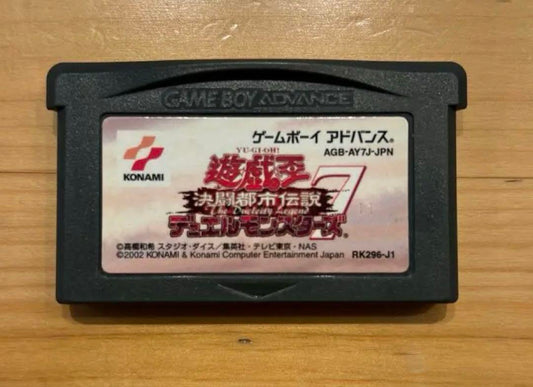 GAME BOY ADVANCE
ゲームボーイ アドバンス®
AGB-AY7J-JPN
KONAMI
YU-GI-OH!
遊戯王
7
決闘都市伝説
The Duelcity Legend
デュエルモンスターズ®
©高橋和希 スタジオ・ダイス/集英社・テレビ東京・NAS
©2002 KONAMI & Konami Computer Entertainment Japan RK296-J1